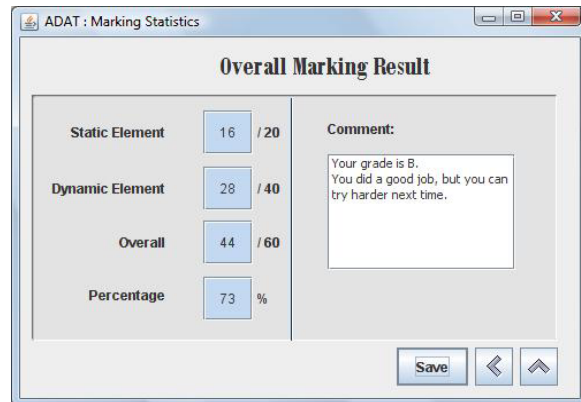 ADAT : Marking Statistics
Overall Marking Result
Static Element 16 / 20
Dynamic Element 28 / 40
Overall 44 / 60
Percentage 73 %
Comment:
Your grade is B.
You did a good job, but you can
try harder next time.
Save